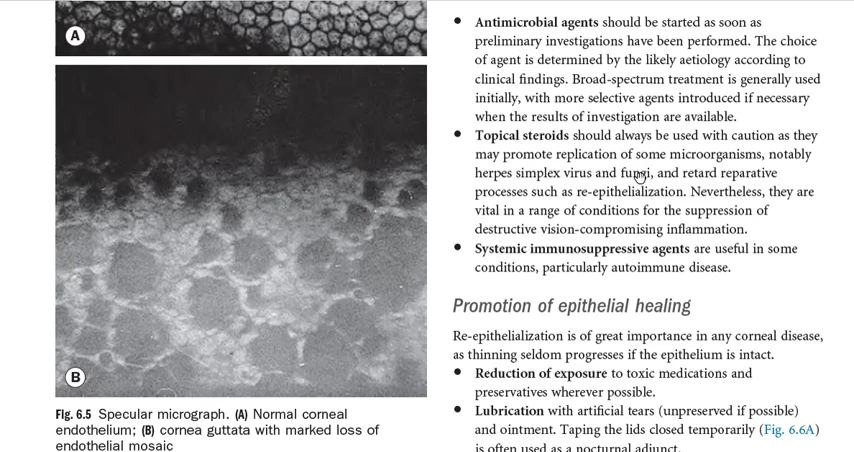 A
B
Fig. 6.5 Specular micrograph. (A) Normal corneal
endothelium; (B) cornea guttata with marked loss of
endothelial mosaic
• Antimicrobial agents should be started as soon as
preliminary investigations have been performed. The choice
of agent is determined by the likely aetiology according to
clinical findings. Broad-spectrum treatment is generally used
initially, with more selective agents introduced if necessary
when the results of investigation are available.
• Topical steroids should always be used with caution as they
may promote replication of some microorganisms, notably
herpes simplex virus and fungi, and retard reparative
processes such as re-epithelialization. Nevertheless, they are
vital in a range of conditions for the suppression of
destructive vision-compromising inflammation.
• Systemic immunosuppressive agents are useful in some
conditions, particularly autoimmune disease.
Promotion of epithelial healing
Re-epithelialization is of great importance in any corneal disease,
as thinning seldom progresses if the epithelium is intact.
• Reduction of exposure to toxic medications and
preservatives wherever possible.
• Lubrication with artificial tears (unpreserved if possible)
and ointment. Taping the lids closed temporarily (Fig. 6.6A)
is often used as a nocturnal adjunct.